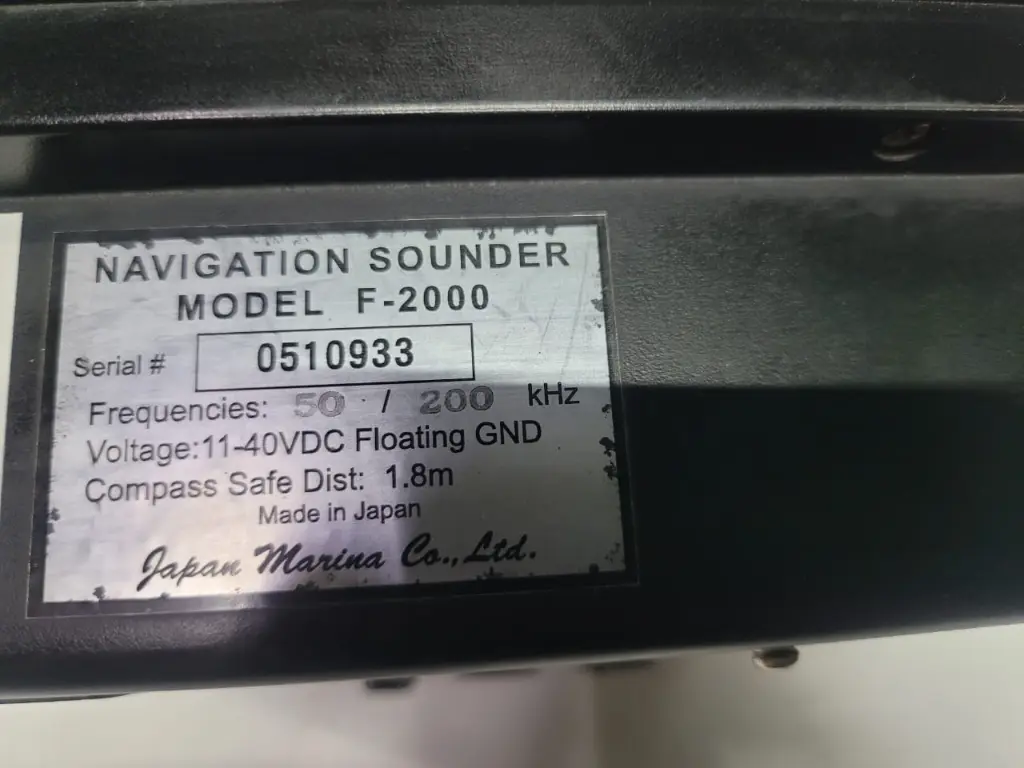 NAVIGATION SOUNDER
MODEL F-2000
Serial # 0510933
Frequencies: 50 / 200 kHz
Voltage:11-40VDC Floating GND
Compass Safe Dist: 1.8m
Made in Japan
Japan Marina Co.,Ltd.